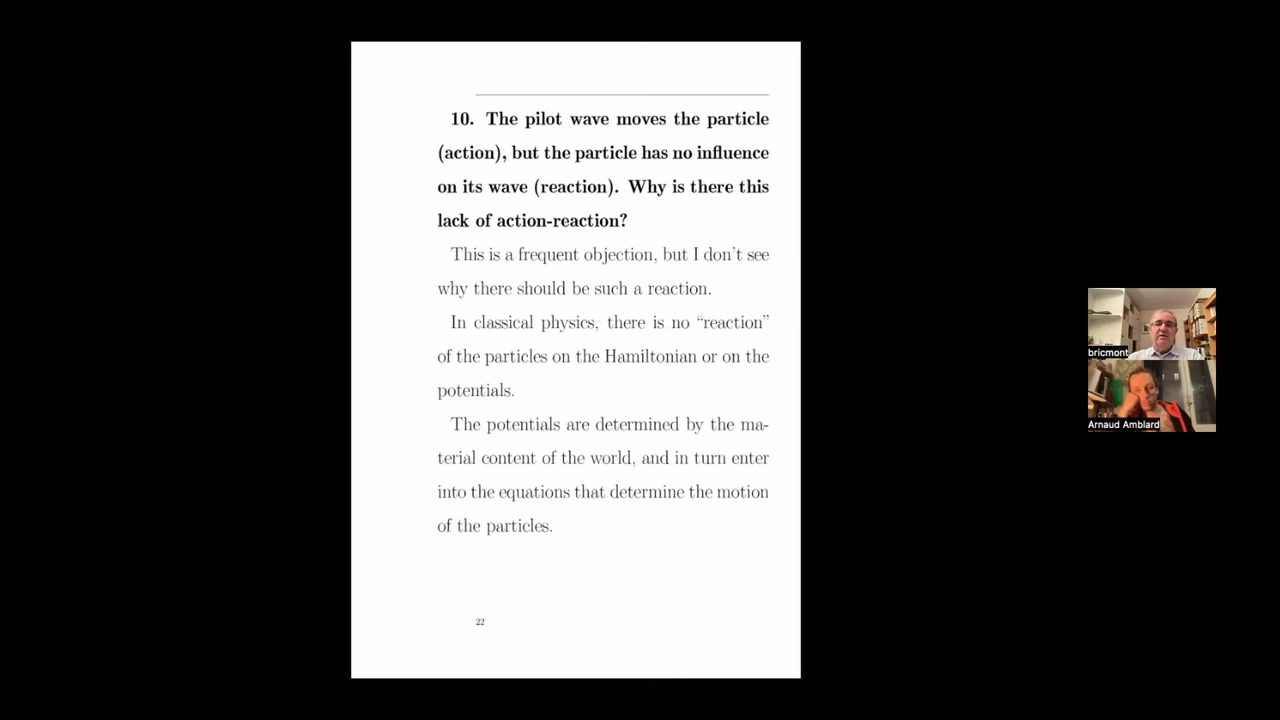 10. The pilot wave moves the particle
(action), but the particle has no influence
on its wave (reaction). Why is there this
lack of action-reaction?
This is a frequent objection, but I don't see
why there should be such a reaction.
In classical physics, there is no “reaction”
of the particles on the Hamiltonian or on the
potentials.
The potentials are determined by the ma-
terial content of the world, and in turn enter
into the equations that determine the motion
of the particles.
22
bricmont
Arnaud Amblard